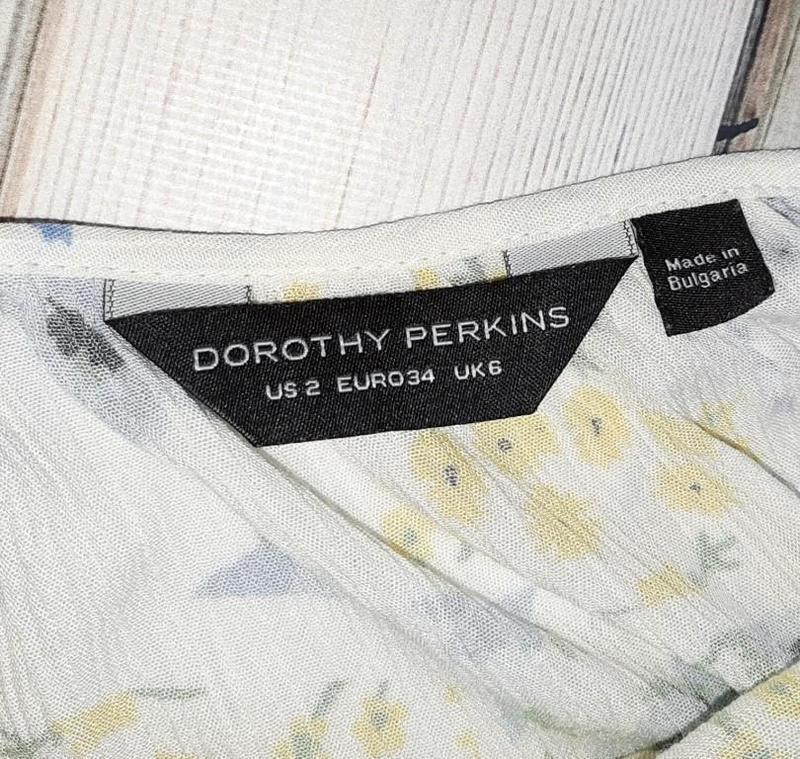 DOROTHY PERKINS
US 2 EURO34 UK6
Made in
Bulgaria